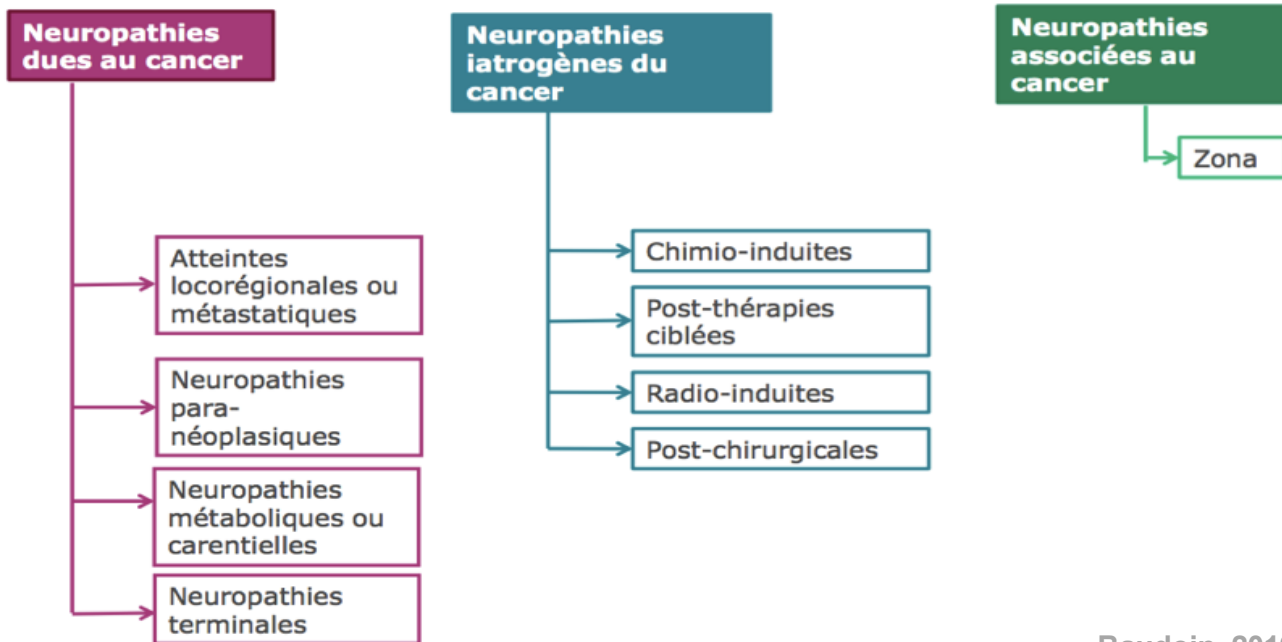 Neuropathies
dues au cancer
Atteintes
locorégionales ou
métastatiques
Neuropathies
para-
néoplasiques
Neuropathies
métaboliques ou
carentielles
Neuropathies
terminales
Neuropathies
iatrogènes du
cancer
Chimio-induites
Post-thérapies
ciblées
Radio-induites
Post-chirurgicales
Neuropathies
associées au
cancer
Zona